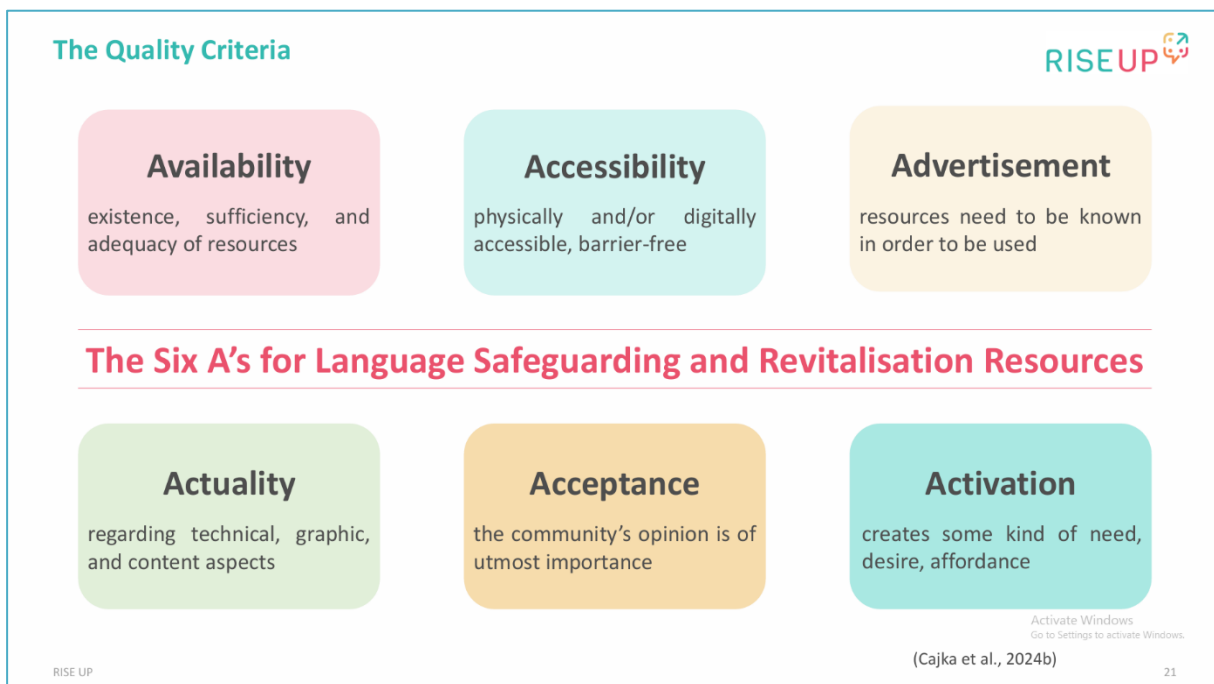 The Quality Criteria
RISEUP
Availability
existence, sufficiency, and
adequacy of resources
Accessibility
physically and/or digitally
accessible, barrier-free
Advertisement
resources need to be known
in order to be used
The Six A's for Language Safeguarding and Revitalisation Resources
Actuality
regarding technical, graphic,
and content aspects
Acceptance
the community's opinion is of
utmost importance
Activation
creates some kind of need,
desire, affordance
Activate Windows
Go to Settings to activate Windows.
(Cajka et al., 2024b)
RISE UP
21